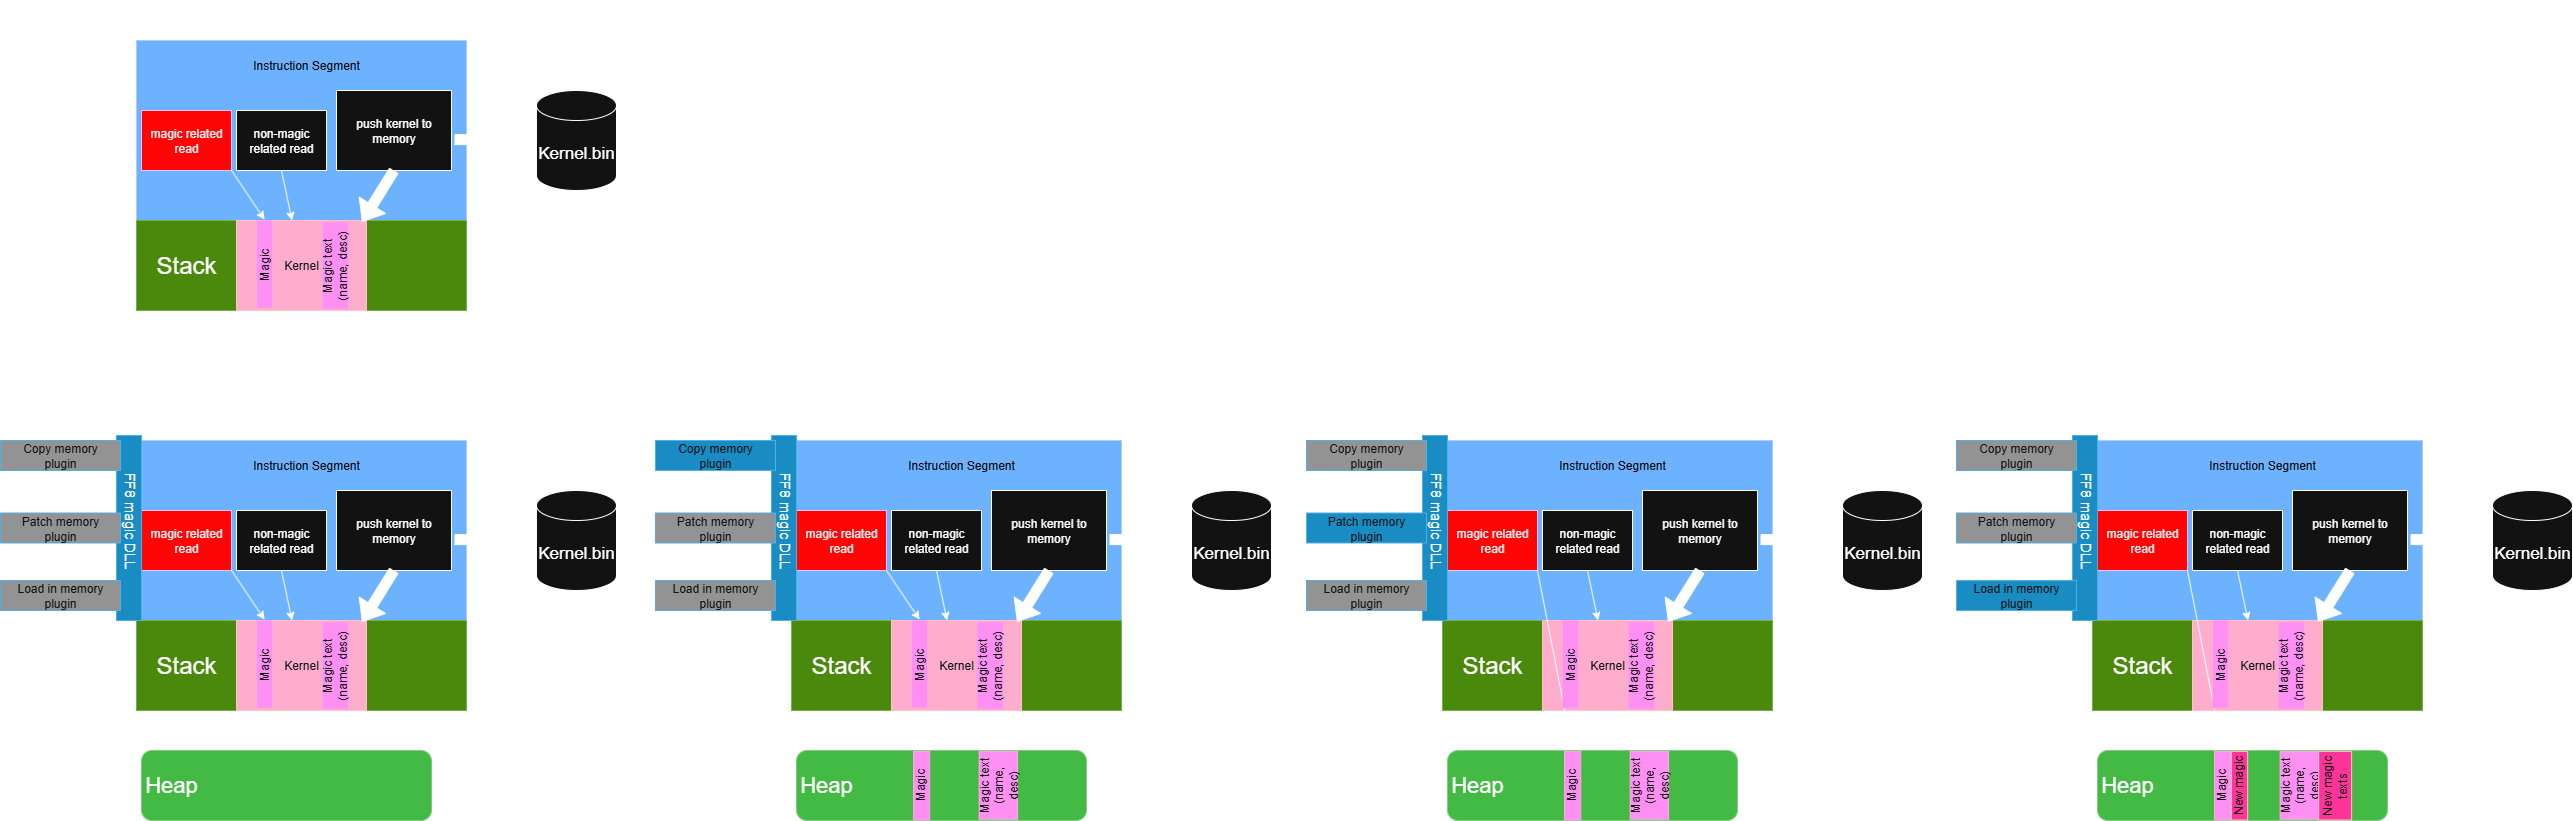 Instruction Segment
magic related
read
non-magic
related read
push kernel to
memory
Kernel.bin
Stack
Magic
Kernel
Magic text
(name, desc)
Copy memory
plugin
Patch memory
plugin
Load in memory
plugin
FF8 magic DLL
Instruction Segment
magic related
read
non-magic
related read
push kernel to
memory
Kernel.bin
Stack
Magic
Kernel
Magic text
(name, desc)
Heap
Copy memory
plugin
Patch memory
plugin
Load in memory
plugin
FF8 magic DLL
Instruction Segment
magic related
read
non-magic
related read
push kernel to
memory
Kernel.bin
Stack
Magic
Kernel
Magic text
(name, desc)
Heap
Magic
Magic text
(name,
desc)
Copy memory
plugin
Patch memory
plugin
Load in memory
plugin
FF8 magic DLL
Instruction Segment
magic related
read
non-magic
related read
push kernel to
memory
Kernel.bin
Stack
Magic
Kernel
Magic text
(name, desc)
Heap
Magic
Magic text
(name,
desc)
Copy memory
plugin
Patch memory
plugin
Load in memory
plugin
FF8 magic DLL
Instruction Segment
magic related
read
non-magic
related read
push kernel to
memory
Kernel.bin
Stack
Magic
Kernel
Magic text
(name, desc)
Heap
Magic
New magic
Magic text
(name,
desc)
New magic
texts